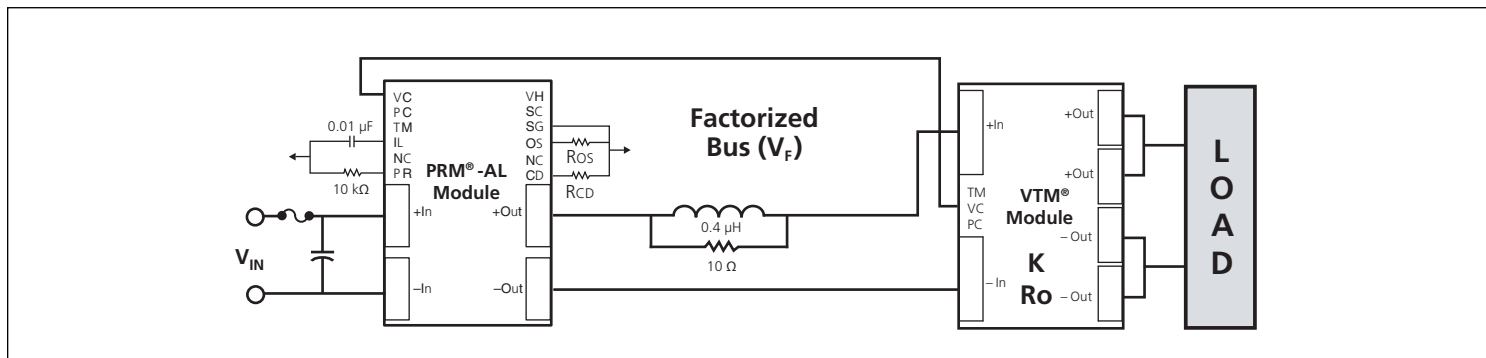 VC
PC
TM
IL
NC
PR
VH
SC
SG
OS
NC
CD
0.01 µF
10 kΩ
ROS
RCD
PRM® -AL
Module
+In
–In
+Out
–Out
VIN
Factorized
Bus (VF)
0.4 µH
10 Ω
+In
– In
TM
VC
PC
VTM®
Module
K
Ro
+Out
+Out
– Out
– Out
L
O
A
D